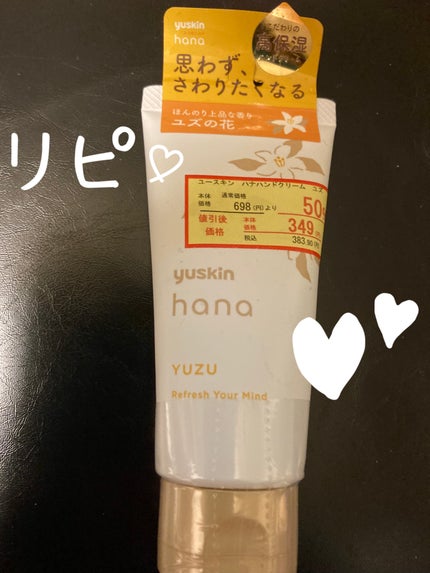 yuskin
hana
こだわりの
高保湿
思わず、
さわりたくなる
ほんのり上品な香り
ユズの花
リピ
ユースキン ハナハンドクリーム ユズ
本体
価格
通常価格
698(円)より
50
値引後
価格
本体
価格
349
税込
383.90
yuskin
hana
YUZU
Refresh Your Mind